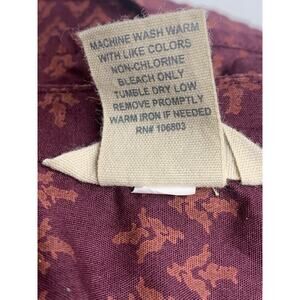 MACHINE WASH WARM
WITH LIKE COLORS
NON-CHLORINE
BLEACH ONLY
TUMBLE DRY LOW
REMOVE PROMPTLY
WARM IRON IF NEEDED
RN# 106803